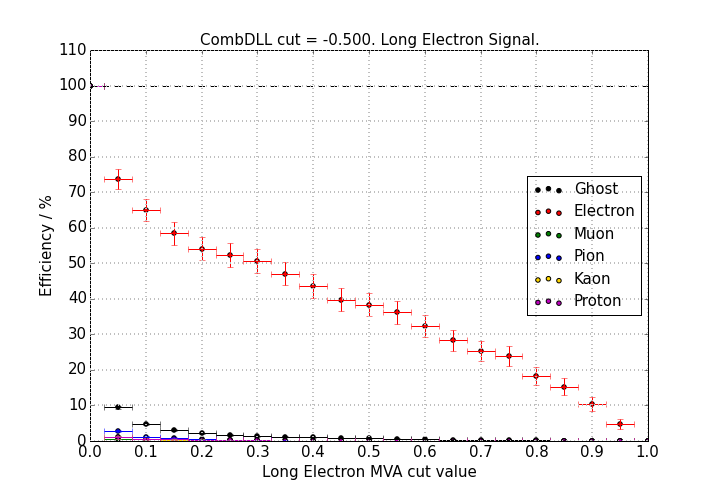 CombDLL cut = -0.500. Long Electron Signal.
110
100
90
80
70
60
50
40
30
20
10
0
Efficiency / %
Ghost
Electron
Muon
Pion
Kaon
Proton
0.0 0.1 0.2 0.3 0.4 0.5 0.6 0.7 0.8 0.9 1.0
Long Electron MVA cut value